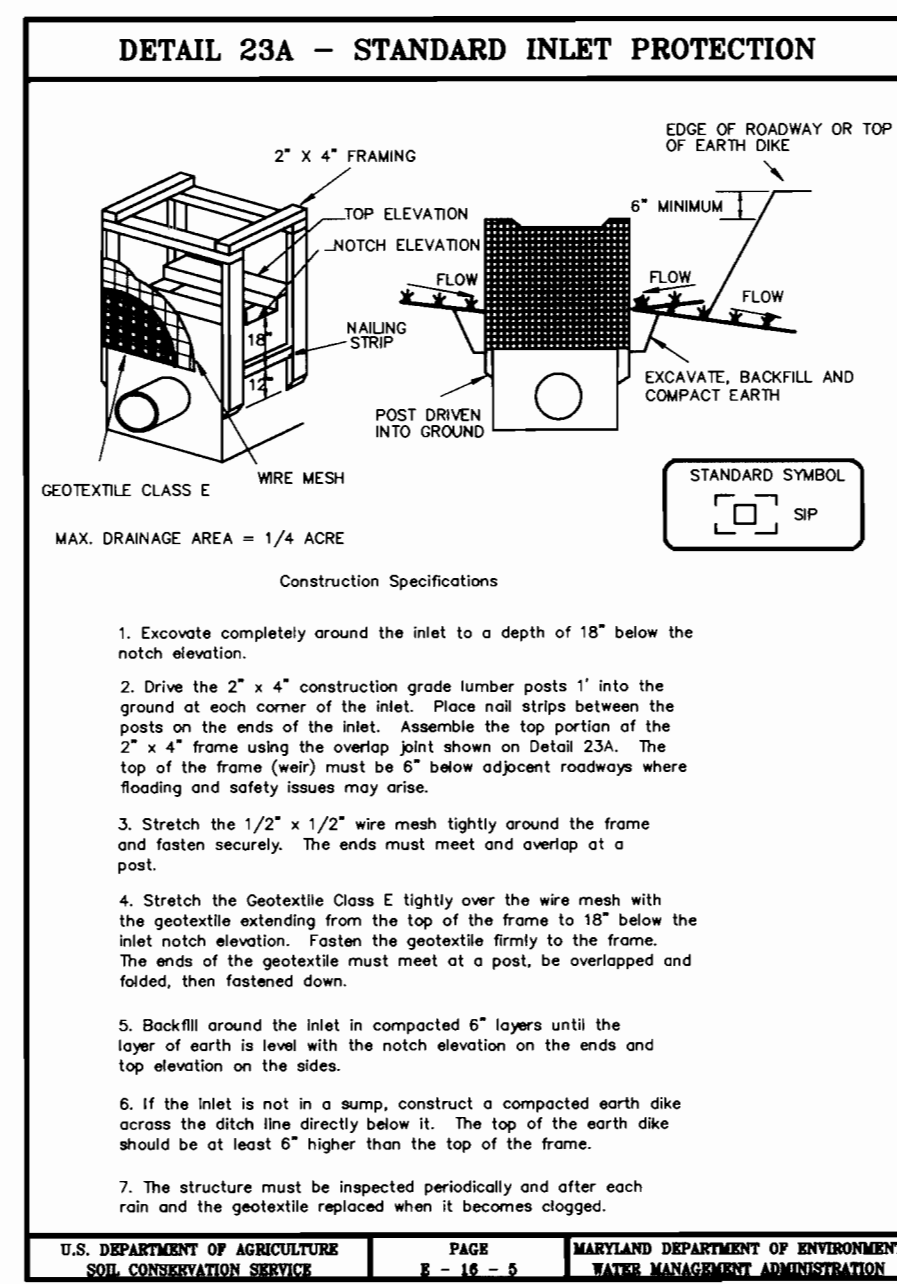 DETAIL 23A – STANDARD INLET PROTECTION
EDGE OF ROADWAY OR TOP
OF EARTH DIKE
2" X 4" FRAMING
6" MINIMUM
TOP ELEVATION
NOTCH ELEVATION
FLOW
FLOW
FLOW
NAILING
STRIP
18"
12"
EXCAVATE, BACKFILL AND
COMPACT EARTH
POST DRIVEN
INTO GROUND
WIRE MESH
GEOTEXTILE CLASS E
STANDARD SYMBOL
SIP
MAX. DRAINAGE AREA = 1/4 ACRE
Construction Specifications
1. Excovate completely around the inlet to a depth of 18" below the
notch elevation.
2. Drive the 2" x 4" construction grade lumber posts 1' into the
ground at eoch corner of the inlet. Place nail strips between the
posts on the ends of the inlet. Assemble the top portian af the
2" x 4" frame using the overlap joint shown on Detail 23A. The
top of the frame (weir) must be 6" below adjocent roadways where
floading and safety issues may arise.
3. Stretch the 1/2" x 1/2" wire mesh tightly around the frame
and fasten securely. The ends must meet and averlap at a
post.
4. Stretch the Geotextile Class E tightly over the wire mesh with
the geotextile extending from the top of the frame to 18" below the
inlet notch elevation. Fasten the geotextile firmly to the frame.
The ends of the geotextile must meet at a post, be overlapped and
folded, then fastened down.
5. Backfill around the inlet in compacted 6" layers until the
layer of earth is level with the notch elevation on the ends and
top elevation on the sides.
6. If the inlet is not in a sump, construct a compacted earth dike
acrass the ditch line directly below it. The top of the earth dike
should be at least 6" higher than the top of the frame.
7. The structure must be inspected periodically and after each
rain and the geotextile replaced when it becomes clogged.
U.S. DEPARTMENT OF AGRICULTURE
SOIL CONSERVATION SERVICE
PAGE
E - 16 - 5
MARYLAND DEPARTMENT OF ENVIRONMENT
WATER MANAGEMENT ADMINISTRATION